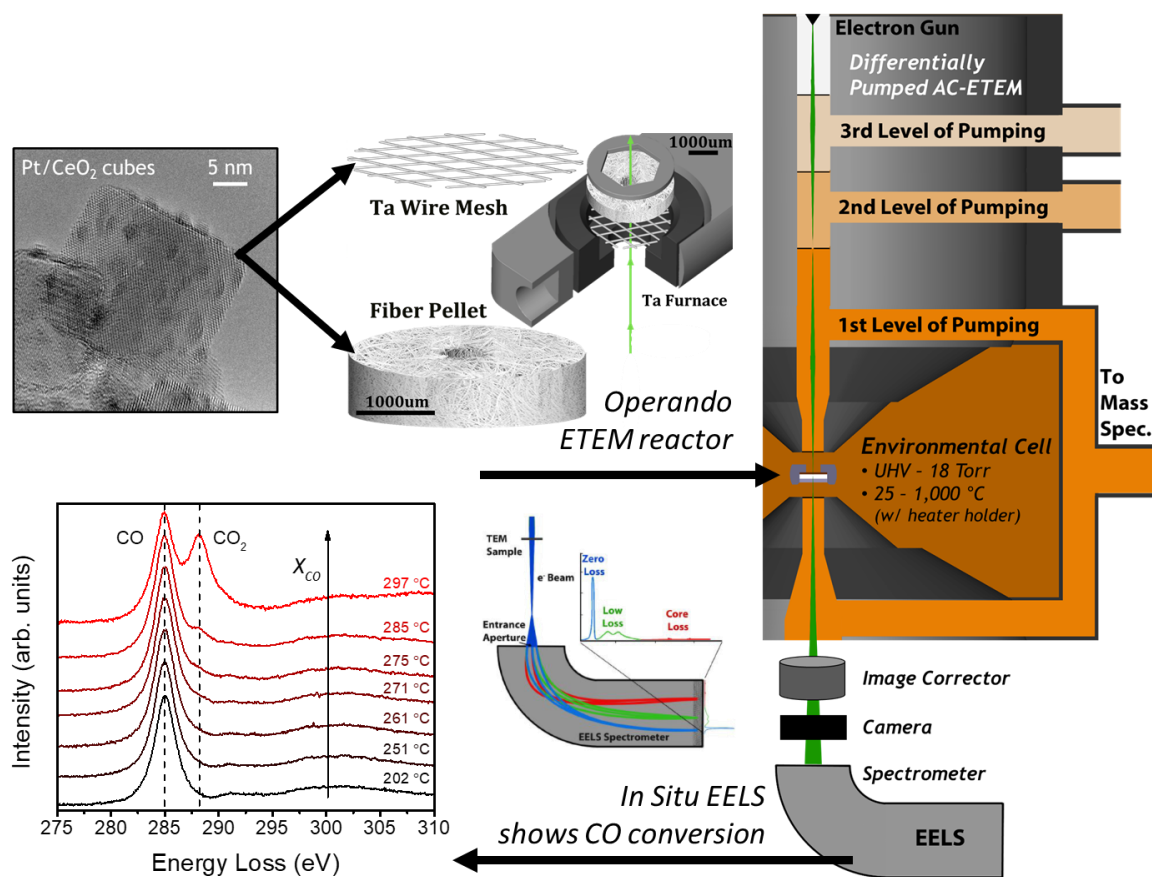 Electron Gun
Differentially
Pumped AC-ETEM
3rd Level of Pumping
2nd Level of Pumping
1st Level of Pumping
To
Mass
Spec.
Environmental Cell
• UHV - 18 Torr
• 25 - 1,000 °C
(w/ heater holder)
Pt/CeO2 cubes
5 nm
Ta Wire Mesh
1000um
Ta Furnace
Fiber Pellet
1000um
Operando
ETEM reactor
CO
CO2
XCO
297 °C
285 °C
275 °C
271 °C
261 °C
251 °C
202 °C
Intensity (arb. units)
275 280 285 290 295 300 305 310
Energy Loss (eV)
TEM
Sample
e- Beam
Entrance
Aperture
Zero
Loss
Low
Loss
Core
Loss
EELS Spectrometer
Image Corrector
Camera
Spectrometer
EELS
In Situ EELS
shows CO conversion